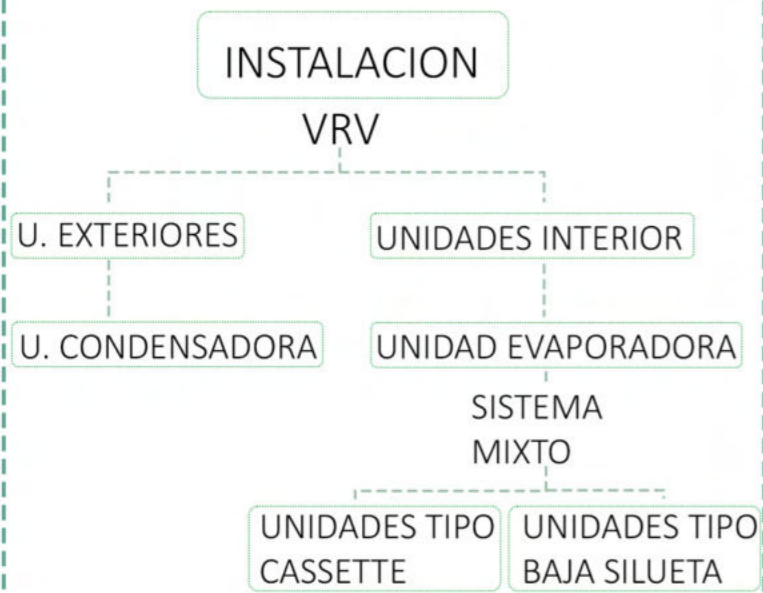 INSTALACION
VRV
U. EXTERIORES
UNIDADES INTERIOR
U. CONDENSADORA
UNIDAD EVAPORADORA
SISTEMA
MIXTO
UNIDADES TIPO
CASSETTE
UNIDADES TIPO
BAJA SILUETA